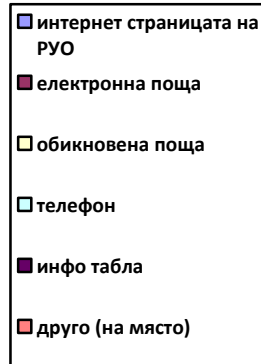 интернет страницата на
РУО
електронна поща
обикновена поща
телефон
инфо табла
друго (на място)